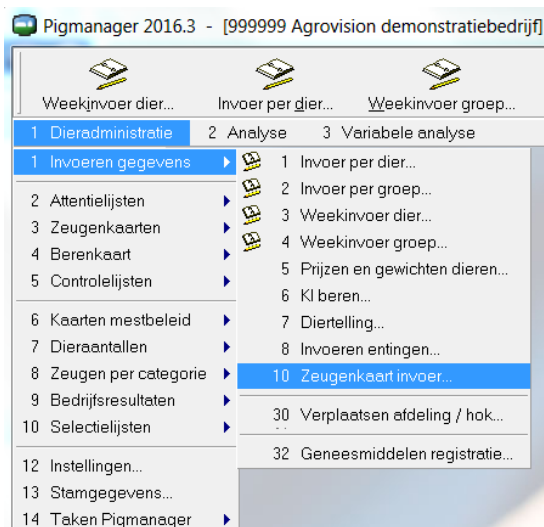 Pigmanager 2016.3 - [999999 Agrovision demonstratiebedrijf]
Weekinvoer dier... Invoer per dier... Weekinvoer groep...
1 Dieradministratie 2 Analyse 3 Variabele analyse
1 Invoeren gegevens
2 Attentielijsten
3 Zeugenkaarten
4 Berenkaart
5 Controlelijsten
6 Kaarten mestbeleid
7 Dieraantallen
8 Zeugen per categorie
9 Bedrijfsresultaten
10 Selectielijsten
12 Instellingen...
13 Stamgegevens...
14 Taken Pigmanager
1 Invoer per dier...
2 Invoer per groep...
3 Weekinvoer dier...
4 Weekinvoer groep...
5 Prijzen en gewichten dieren...
6 KI beren...
7 Diertelling...
8 Invoeren entingen...
10 Zeugenkaart invoer...
30 Verplaatsen afdeling / hok...
32 Geneesmiddelen registratie...